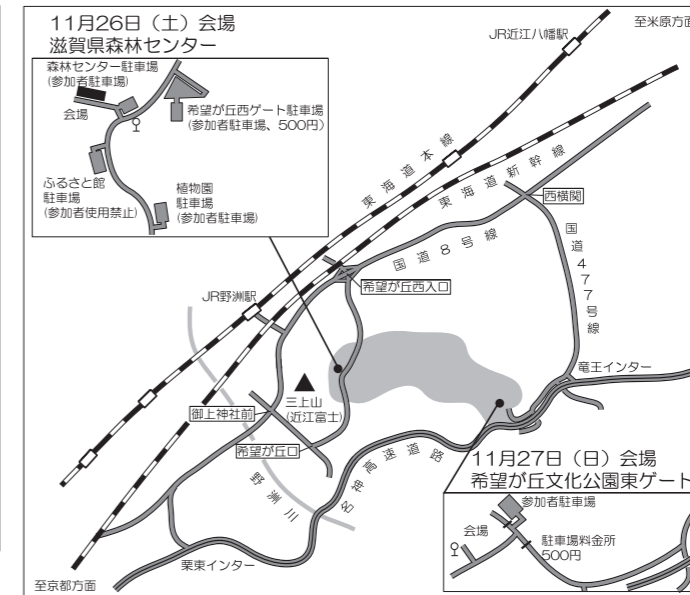 11月26日（土）会場
滋賀県森林センター
森林センター駐車場
(参加者駐車場)
会場
希望が丘西ゲート駐車場
(参加者駐車場、500円)
ふるさと館
駐車場
(参加者使用禁止)
植物園
駐車場
(参加者駐車場)
JR近江八幡駅
至米原方面
東海道本線
東海道新幹線
西横関
国道8号線
国道477号線
希望が丘西入口
JR野洲駅
竜王インター
三上山
(近江富士)
御上神社前
希望が丘口
野洲川
名神高速道路
栗東インター
至京都方面
11月27日（日）会場
希望が丘文化公園東ゲート
参加者駐車場
会場
駐車場料金所
500円